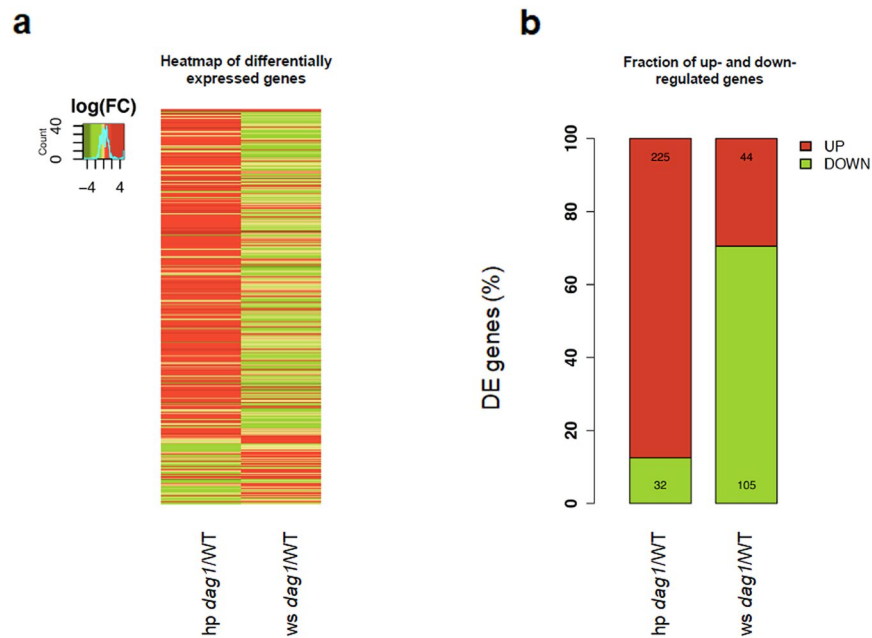 a
Heatmap of differentially
expressed genes
log(FC)
Count
0
40
-4
4
hp dag1/WT
ws dag1/WT
b
Fraction of up- and down-
regulated genes
DE genes (%)
100
80
60
40
20
0
225
44
32
105
UP
DOWN
hp dag1/WT
ws dag1/WT